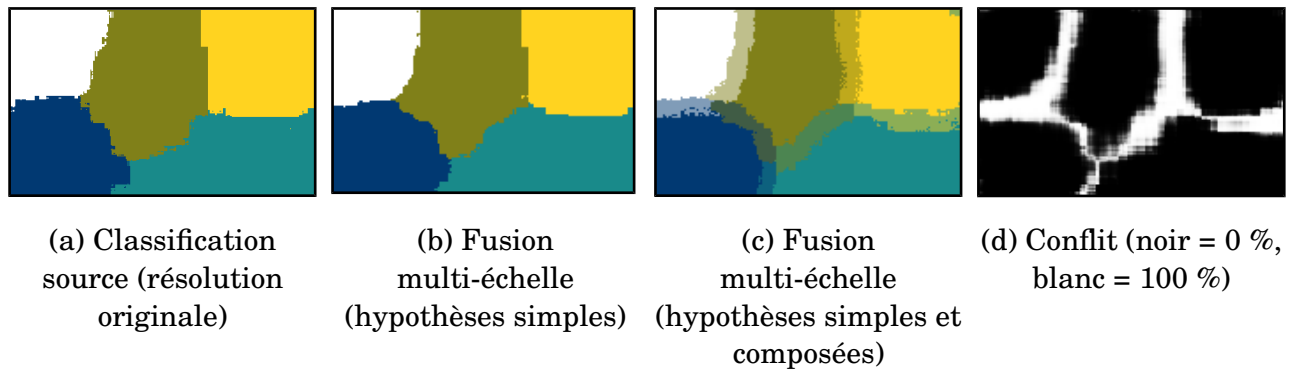 (a) Classification
source (résolution
originale)
(b) Fusion
multi-échelle
(hypothèses simples)
(c) Fusion
multi-échelle
(hypothèses simples et
composées)
(d) Conflit (noir = 0 %,
blanc = 100 %)